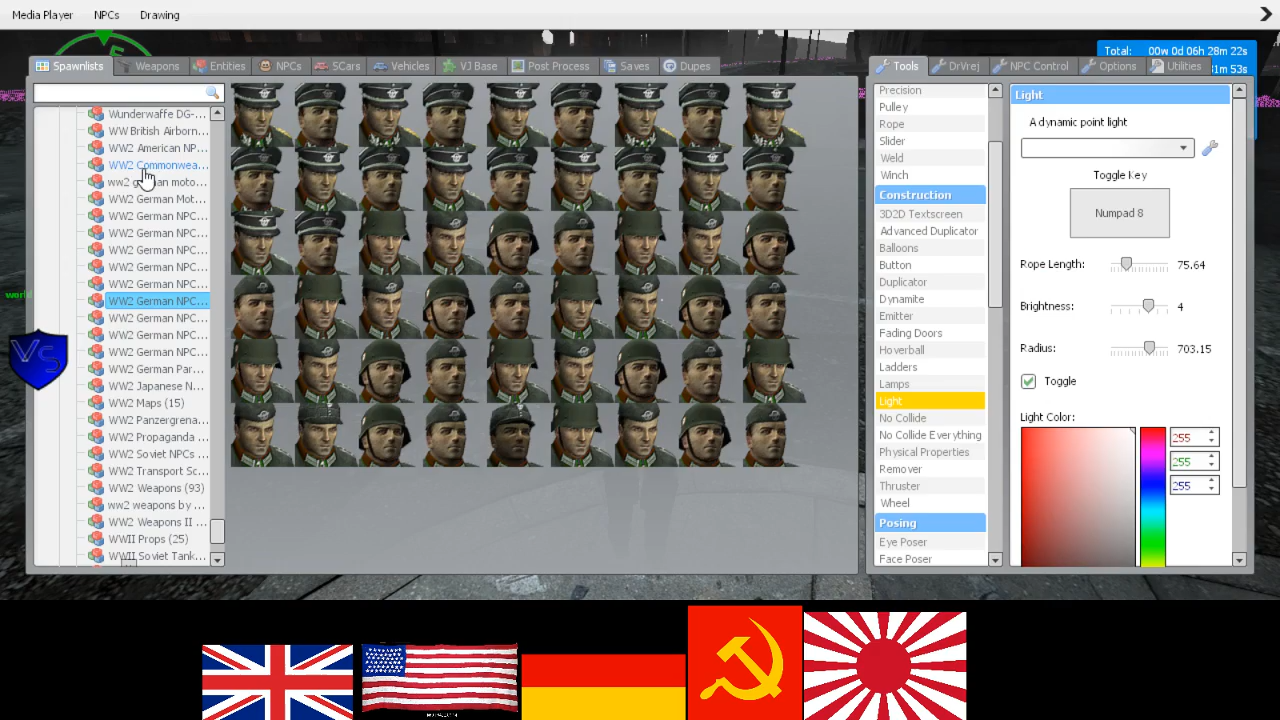 Media Player NPCs Drawing
Total: 00w 0d 06h 28m 22s
Spawnlists Weapons Entities NPCs SCars Vehicles VJ Base Post Process Saves Dupes
Tools DrVrej NPC Control Options Utilities
1m 53s
Wunderwaffe DG-...
WW British Airborn...
WW2 American NP...
WW2 Commonwea...
ww2 german moto...
WW2 German Mot...
WW2 German NPC...
WW2 German NPC...
WW2 German NPC...
WW2 German NPC...
WW2 German NPC...
WW2 German NPC...
WW2 German NPC...
WW2 German NPC...
WW2 German NPC...
WW2 German Par...
WW2 Japanese N...
WW2 Maps (15)
WW2 Panzergrena...
WW2 Propaganda ...
WW2 Soviet NPCs ...
WW2 Transport Sc...
WW2 Weapons (93)
ww2 weapons by ...
WW2 Weapons II ...
WWII Props (25)
WWII Soviet Tank...
VS
Precision
Pulley
Rope
Slider
Weld
Winch
Construction
3D2D Textscreen
Advanced Duplicator
Balloons
Button
Duplicator
Dynamite
Emitter
Fading Doors
Hoverball
Ladders
Lamps
Light
No Collide
No Collide Everything
Physical Properties
Remover
Thruster
Wheel
Posing
Eye Poser
Face Poser
Light
A dynamic point light
Toggle Key
Numpad 8
Rope Length: 75.64
Brightness: 4
Radius: 703.15
Toggle
Light Color:
255
255
255